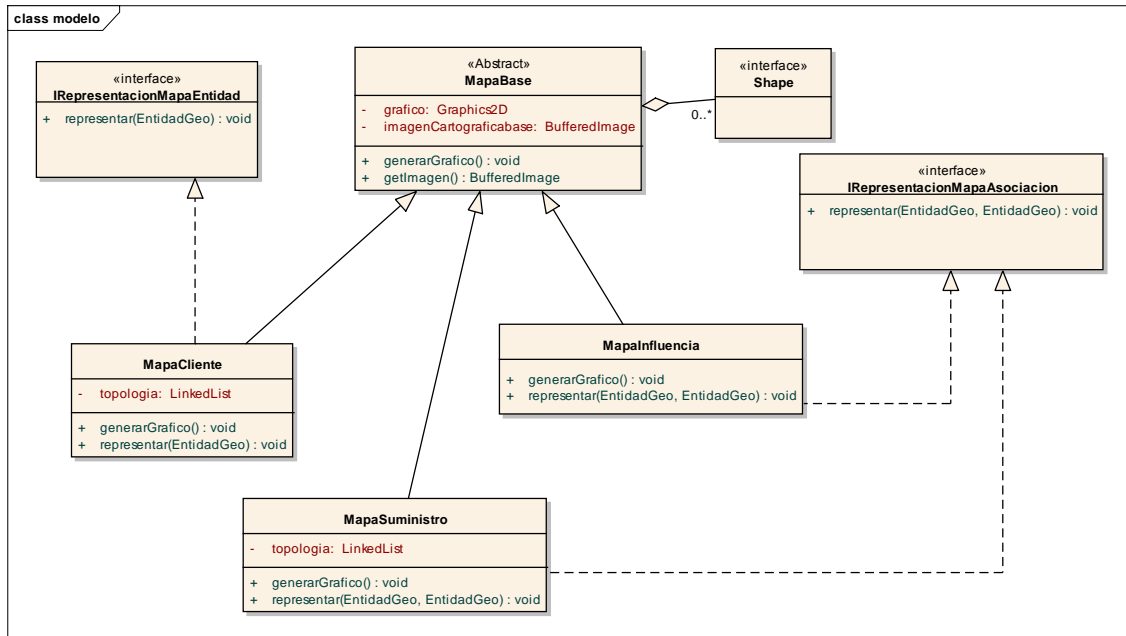 class modelo
«interface»
IRepresentacionMapaEntidad
+ representar(EntidadGeo) : void
«Abstract»
MapaBase
- grafico: Graphics2D
- imagenCartograficabase: BufferedImage
+ generarGrafico() : void
+ getImagen() : BufferedImage
«interface»
Shape
0..*
«interface»
IRepresentacionMapaAsociacion
+ representar(EntidadGeo, EntidadGeo) : void
MapaCliente
- topologia: LinkedList
+ generarGrafico() : void
+ representar(EntidadGeo) : void
MapaInfluencia
+ generarGrafico() : void
+ representar(EntidadGeo, EntidadGeo) : void
MapaSuministro
- topologia: LinkedList
+ generarGrafico() : void
+ representar(EntidadGeo, EntidadGeo) : void